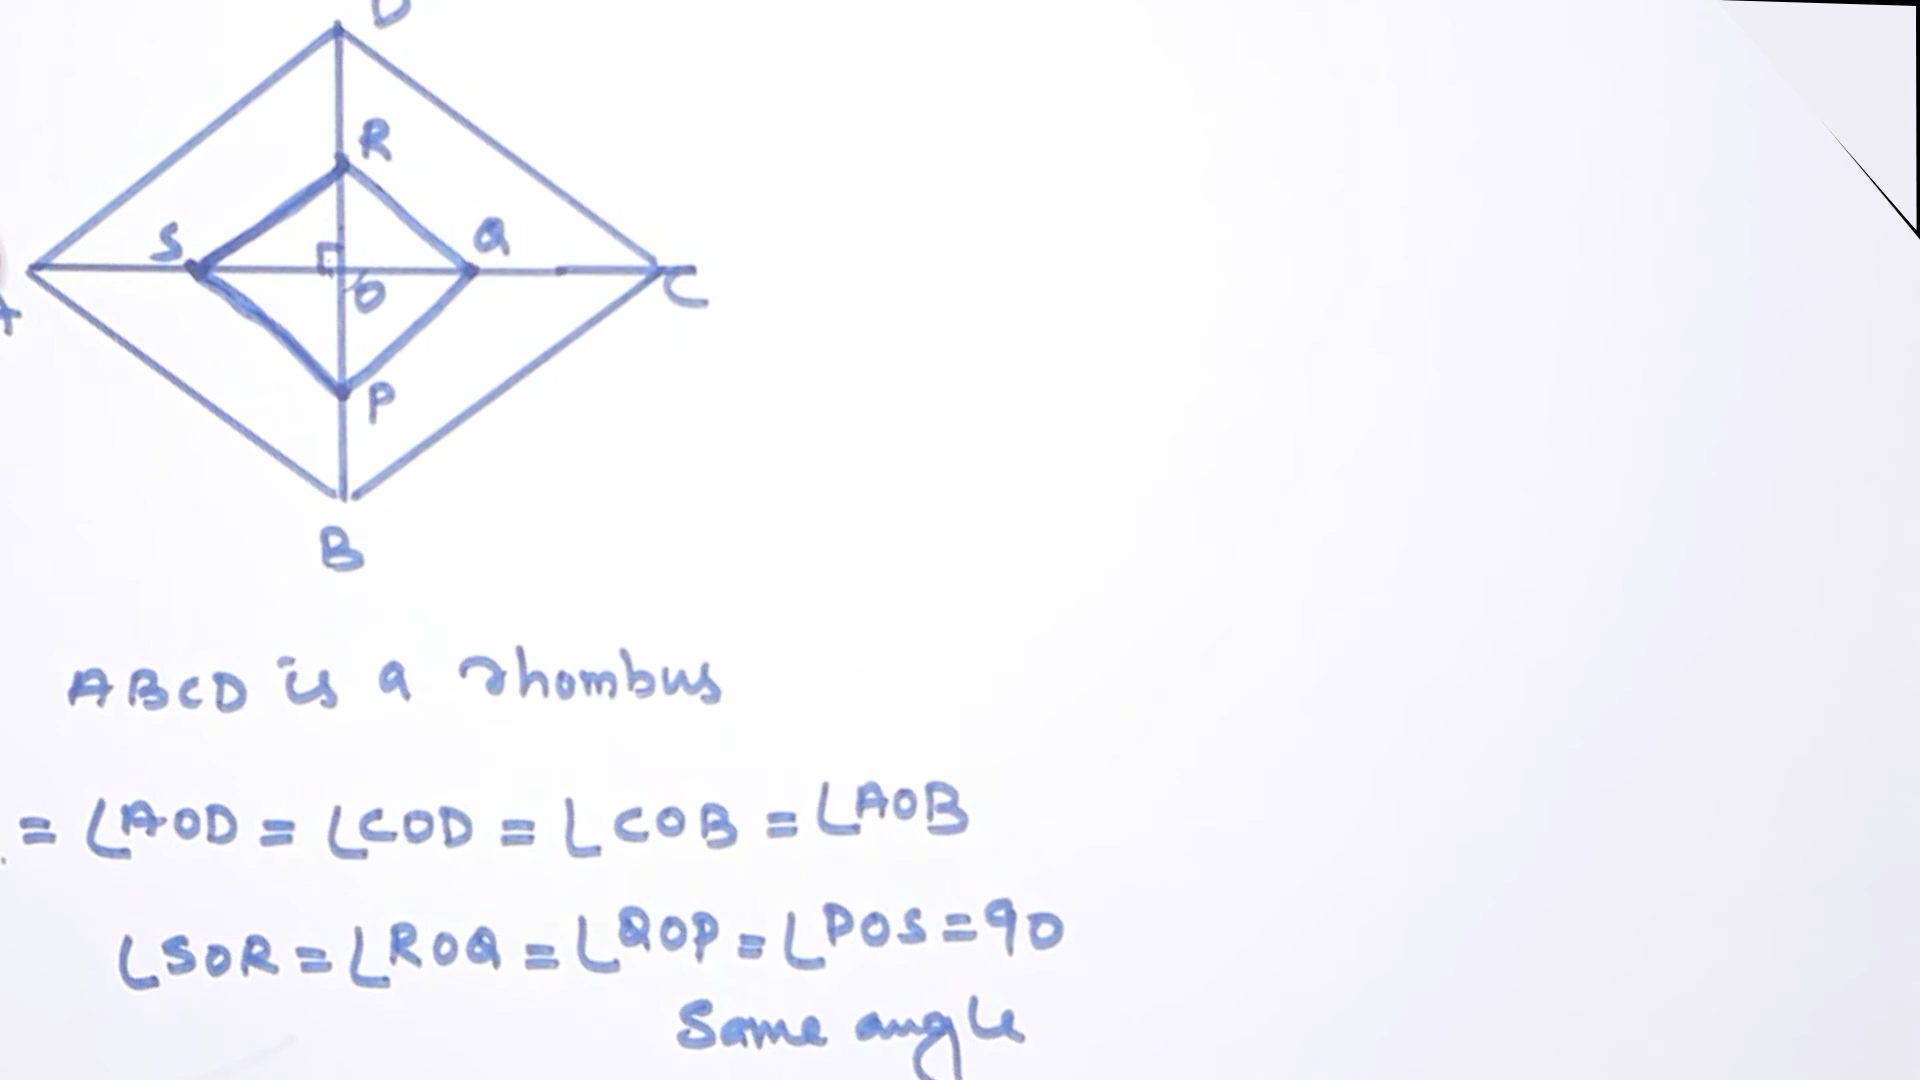 D
R
S
Q
O
C
A
P
B
ABCD is a rhombus
= ∠AOD = ∠COD = ∠COB = ∠AOB
∠SOR = ∠ROQ = ∠QOP = ∠POS = 90
Same angle